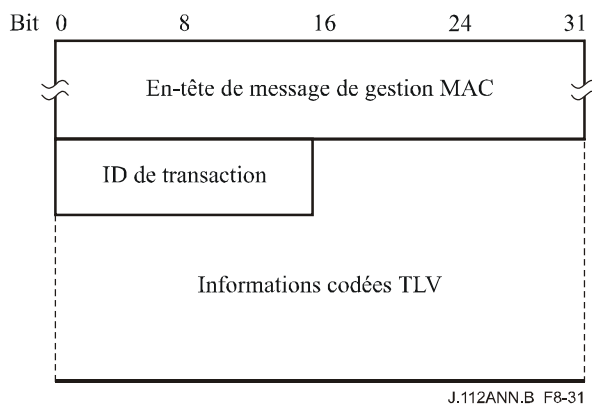 Bit 0 8 16 24 31
En-tête de message de gestion MAC
ID de transaction
Informations codées TLV
J.112ANN.B F8-31